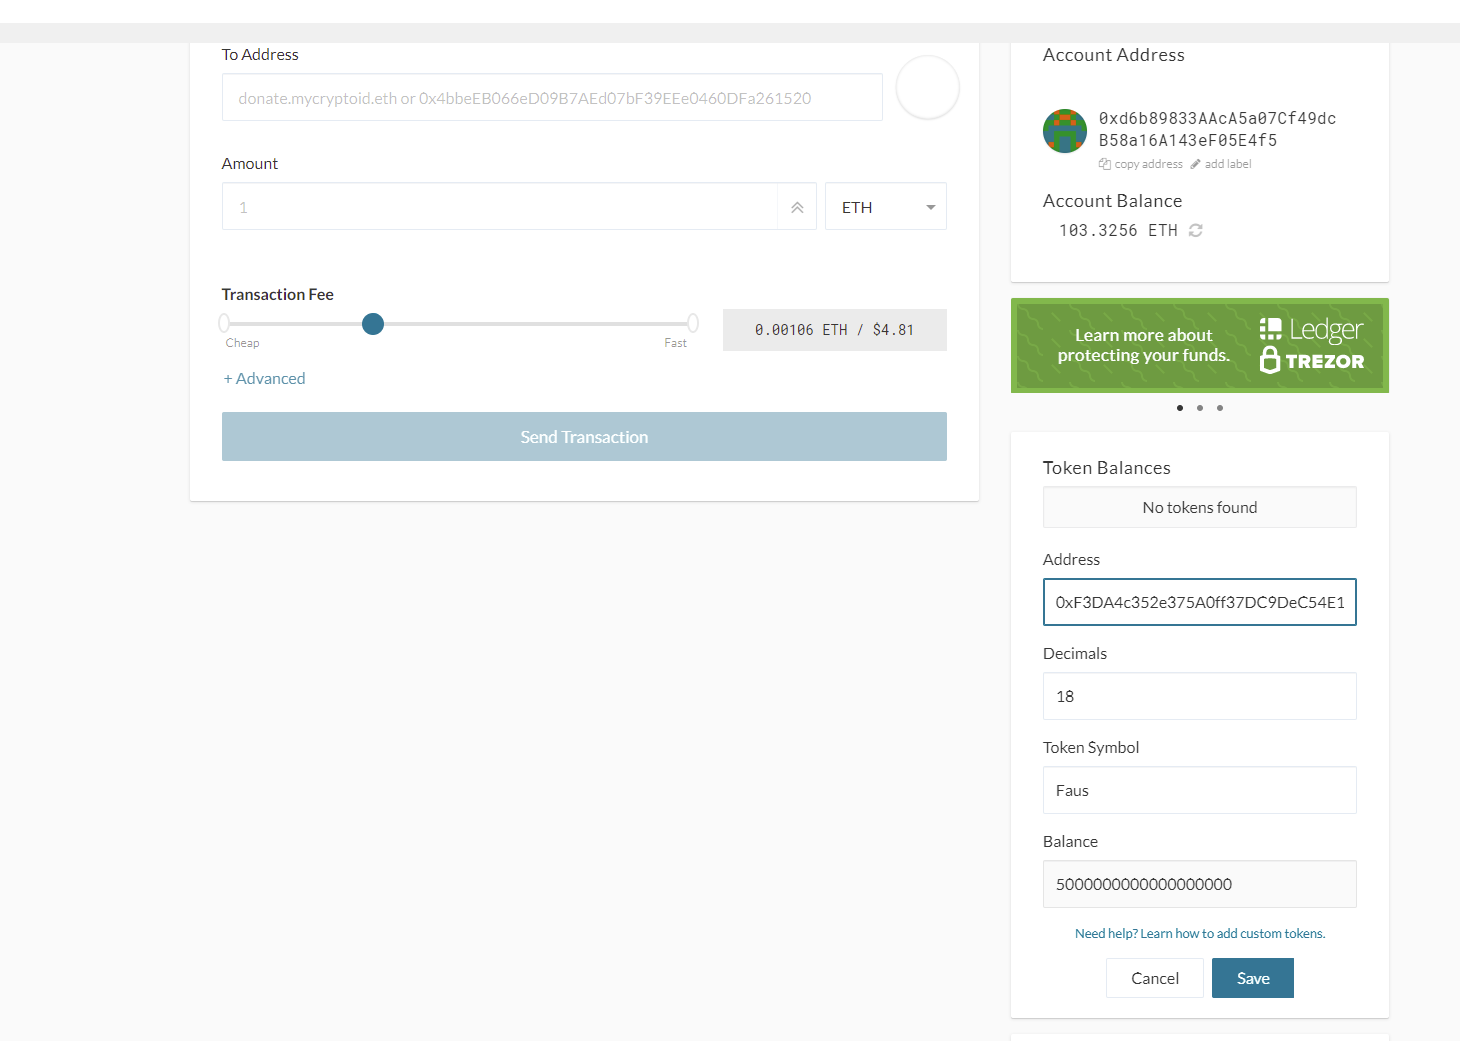 To Address
donate.mycryptoid.eth or 0x4bbeEB066eD09B7AEd07bF39EEe0460DFa261520
Amount
1
ETH
Transaction Fee
Cheap
Fast
0.00106 ETH / $4.81
+ Advanced
Send Transaction
Account Address
0xd6b89833AAcA5a07Cf49dc
B58a16A143eF05E4f5
copy address
add label
Account Balance
103.3256 ETH
Learn more about
protecting your funds.
Ledger
TREZOR
Token Balances
No tokens found
Address
0xF3DA4c352e375A0ff37DC9DeC54E1
Decimals
18
Token Symbol
Faus
Balance
5000000000000000000
Need help? Learn how to add custom tokens.
Cancel
Save